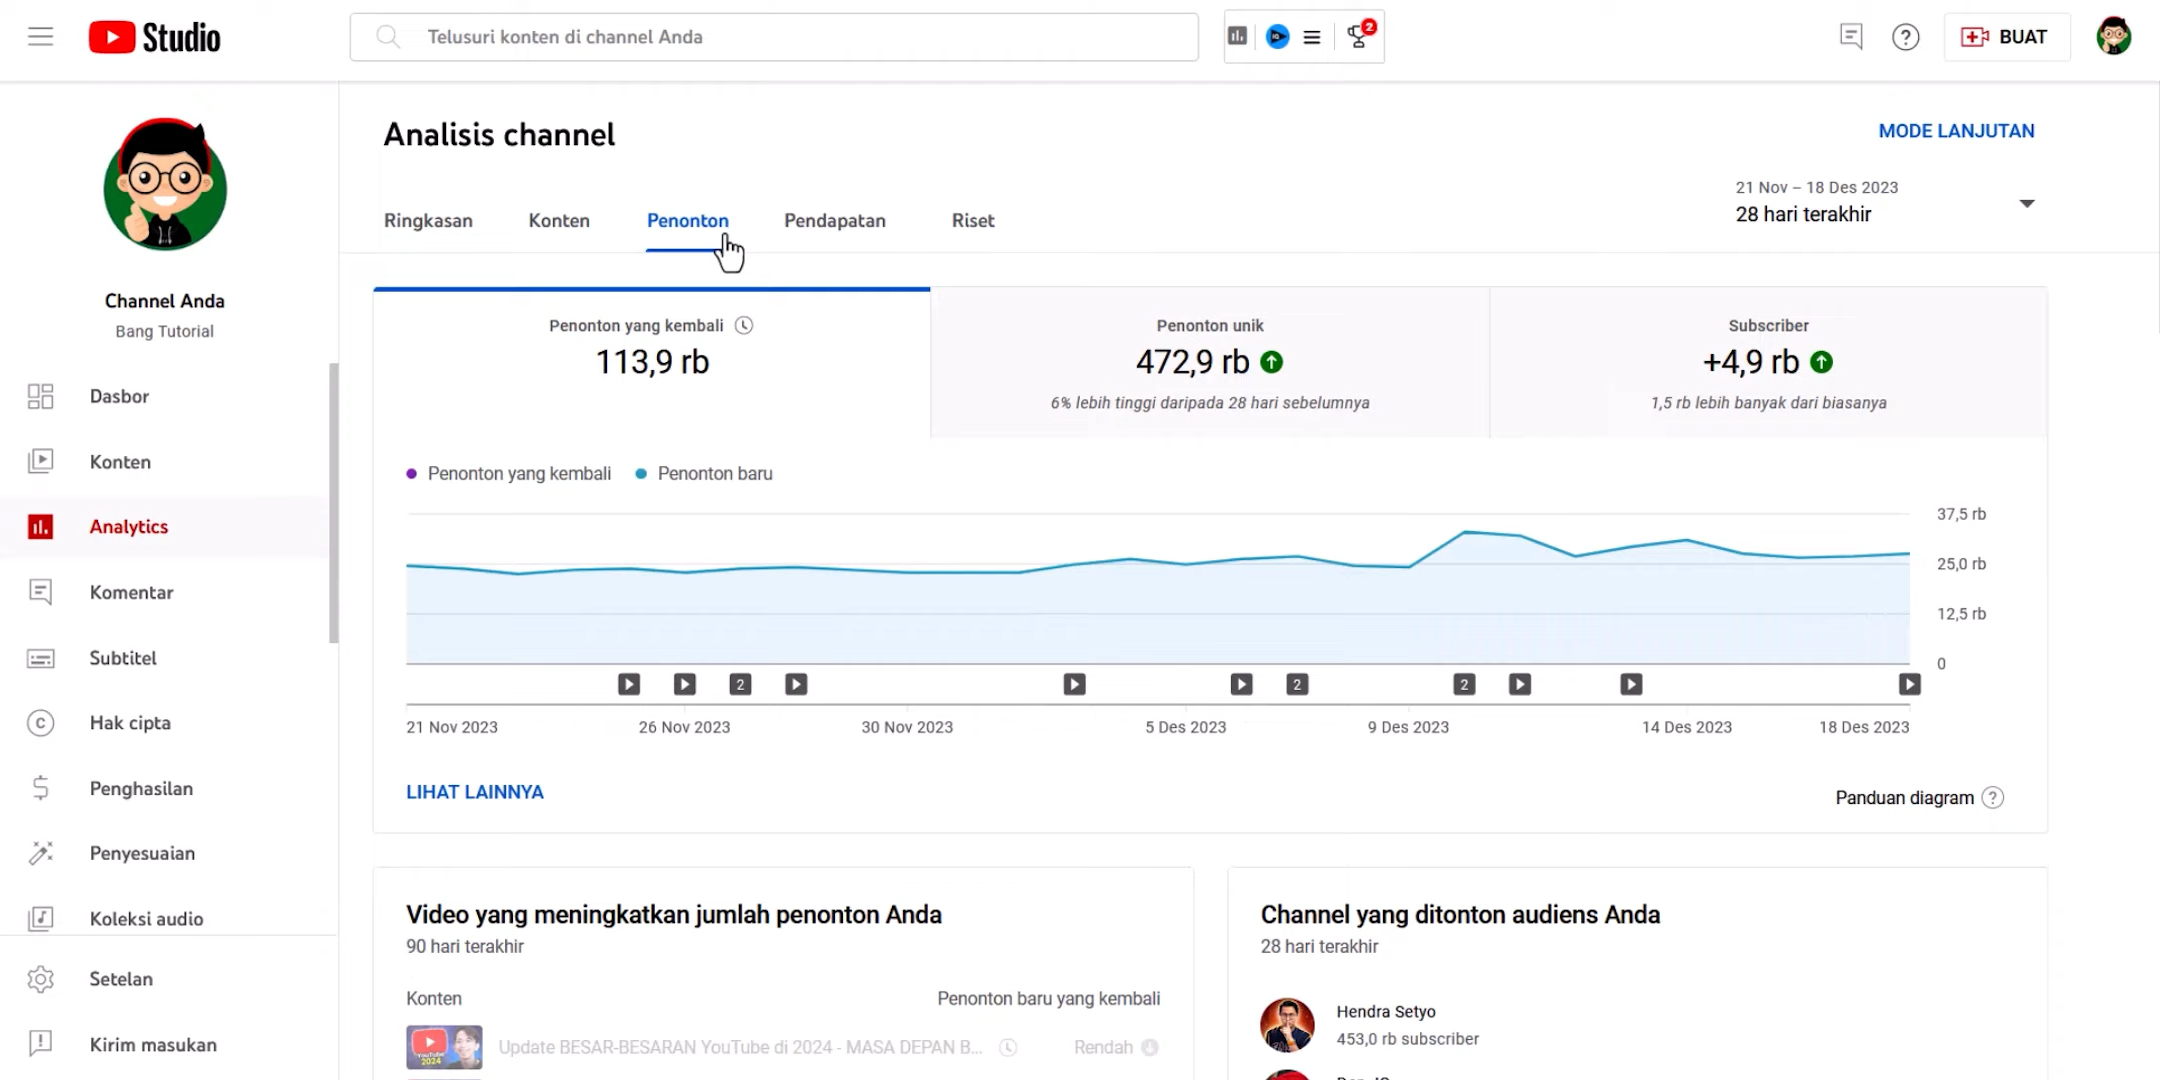 Studio
Telusuri konten di channel Anda
2
BUAT
Channel Anda
Bang Tutorial
Dasbor
Konten
Analytics
Komentar
Subtitel
Hak cipta
Penghasilan
Penyesuaian
Koleksi audio
Setelan
Kirim masukan
Analisis channel
MODE LANJUTAN
21 Nov – 18 Des 2023
28 hari terakhir
Ringkasan
Konten
Penonton
Pendapatan
Riset
Penonton yang kembali
113,9 rb
Penonton unik
472,9 rb
6% lebih tinggi daripada 28 hari sebelumnya
Subscriber
+4,9 rb
1,5 rb lebih banyak dari biasanya
Penonton yang kembali
Penonton baru
37,5 rb
25,0 rb
12,5 rb
0
2
2
2
21 Nov 2023
26 Nov 2023
30 Nov 2023
5 Des 2023
9 Des 2023
14 Des 2023
18 Des 2023
LIHAT LAINNYA
Panduan diagram
Video yang meningkatkan jumlah penonton Anda
90 hari terakhir
Konten
Penonton baru yang kembali
YouTube
2024
Update BESAR-BESARAN YouTube di 2024 - MASA DEPAN B...
Rendah
Channel yang ditonton audiens Anda
28 hari terakhir
Hendra Setyo
453,0 rb subscriber